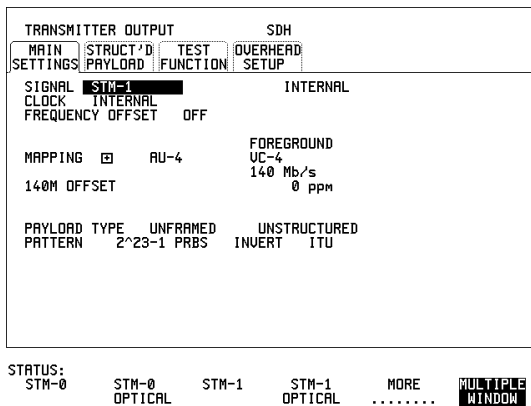 TRANSMITTER OUTPUT SDH
MAIN STRUCT'D TEST OVERHEAD
SETTINGS PAYLOAD FUNCTION SETUP
SIGNAL STM-1 INTERNAL
CLOCK INTERNAL
FREQUENCY OFFSET OFF
FOREGROUND
MAPPING + AU-4 VC-4
140 Mb/s
140M OFFSET 0 ppm
PAYLOAD TYPE UNFRAMED UNSTRUCTURED
PATTERN 2^23-1 PRBS INVERT ITU
STATUS:
STM-0 STM-0 STM-1 STM-1 MORE MULTIPLE
OPTICAL OPTICAL ........ WINDOW